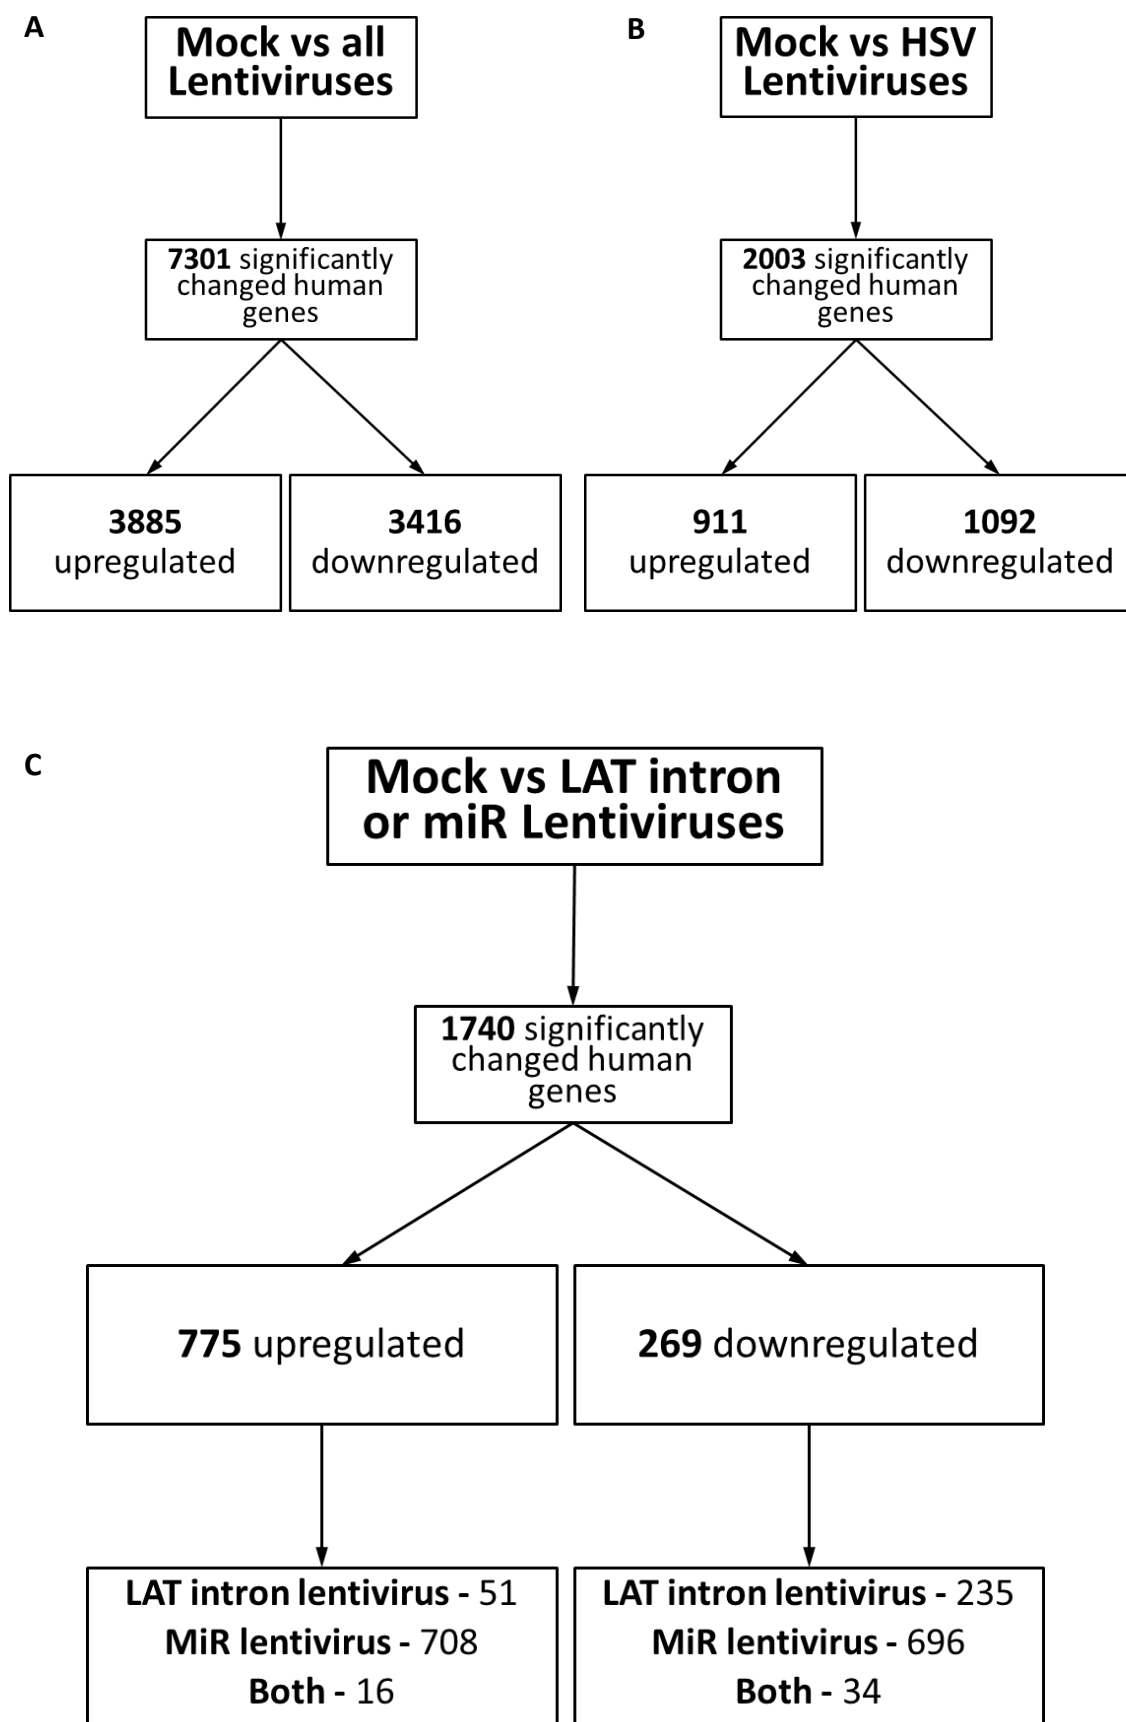 A
Mock vs all
Lentiviruses
7301 significantly
changed human
genes
3885
upregulated
3416
downregulated
B
Mock vs HSV
Lentiviruses
2003 significantly
changed human
genes
911
upregulated
1092
downregulated
C
Mock vs LAT intron
or miR Lentiviruses
1740 significantly
changed human
genes
775 upregulated
269 downregulated
LAT intron lentivirus - 51
MiR lentivirus - 708
Both - 16
LAT intron lentivirus - 235
MiR lentivirus - 696
Both - 34